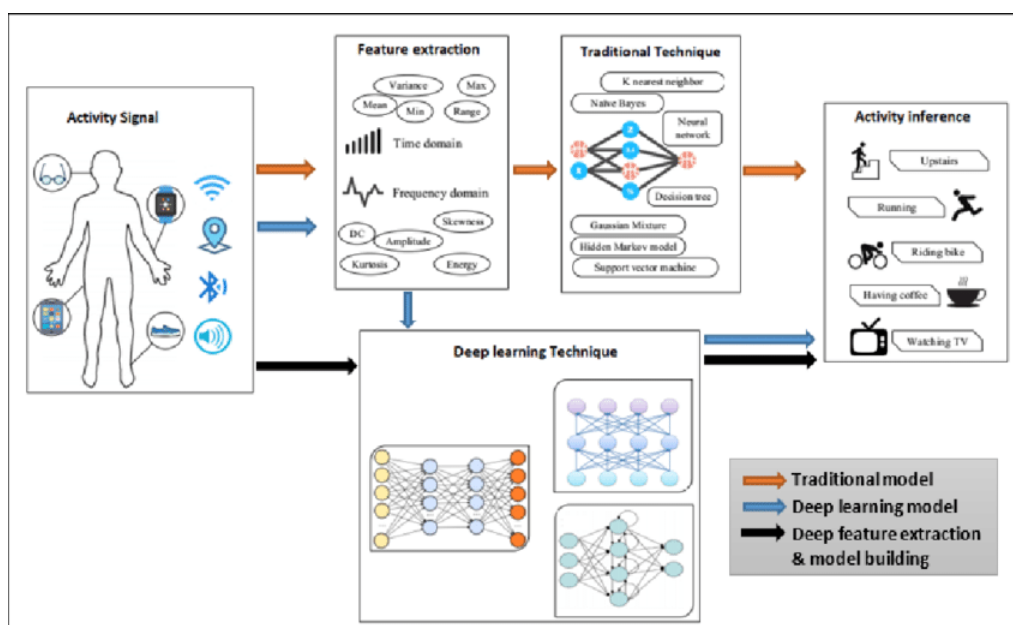 Activity Signal
Feature extraction
Variance
Max
Mean
Min
Range
Time domain
Frequency domain
Skewness
DC
Amplitude
Kurtosis
Energy
Traditional Technique
K nearest neighbor
Naïve Bayes
Neural
network
Decision tree
Gaussian Mixture
Hidden Markov model
Support vector machine
Activity inference
Upstairs
Running
Riding bike
Having coffee
Watching TV
Deep learning Technique
Traditional model
Deep learning model
Deep feature extraction
& model building